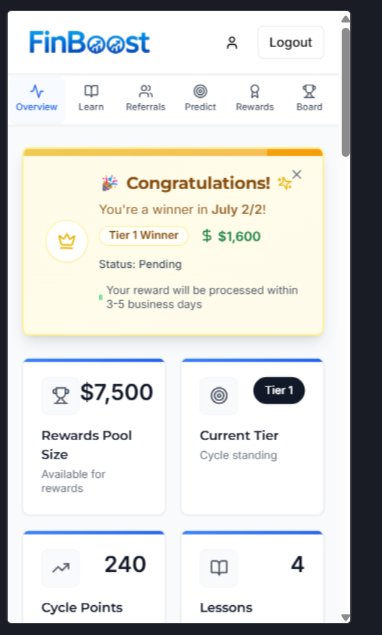 FinBoost
Logout
Overview
Learn
Referrals
Predict
Rewards
Board
🎉 Congratulations! 🎊
You're a winner in July 2/2!
Tier 1 Winner
$ $1,600
Status: Pending
Your reward will be processed within
3-5 business days
$7,500
Rewards Pool
Size
Available for
rewards
Tier 1
Current Tier
Cycle standing
240
Cycle Points
4
Lessons